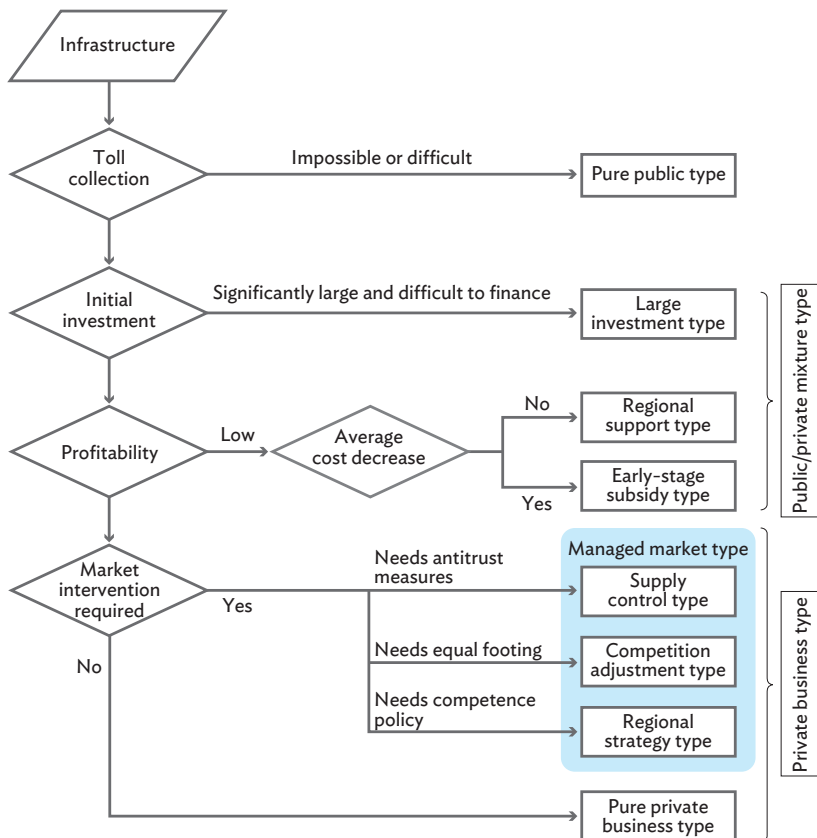 Infrastructure
Toll
collection
Impossible or difficult
Pure public type
Initial
investment
Significantly large and difficult to finance
Large
investment type
Profitability
Low
Average
cost decrease
No
Regional
support type
Yes
Early-stage
subsidy type
Public/private mixture type
Market
intervention
required
Yes
Managed market type
Needs antitrust
measures
Supply
control type
Needs equal footing
Competition
adjustment type
Needs competence
policy
Regional
strategy type
No
Pure private
business type
Private business type